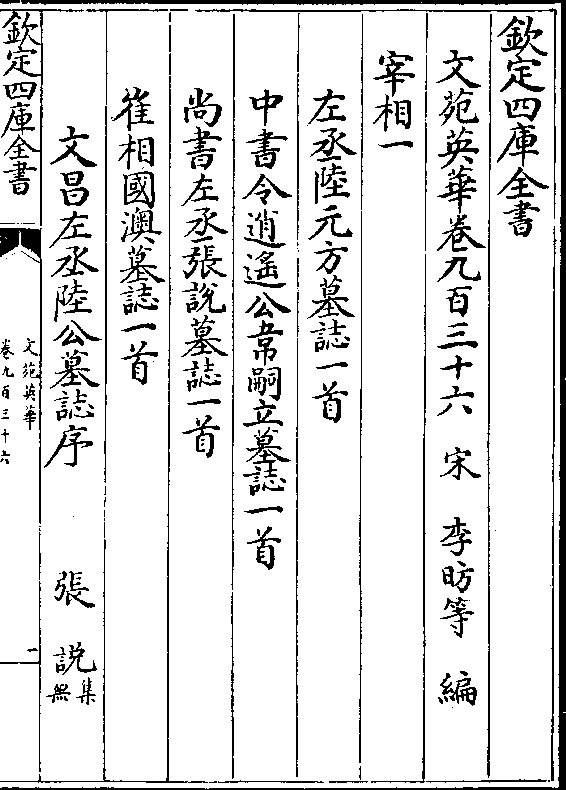 欽定四庫全書
文苑英華卷九百三十六 宋 李昉等 編
宰相一
左丞陸元方墓誌一首
中書令逍遙公韋嗣立墓誌一首
尚書左丞張說墓誌一首
崔相國澳墓誌一首
文昌左丞陸公墓誌序 張說 集無
欽定四庫全書
文苑英華
卷九百三十六
一